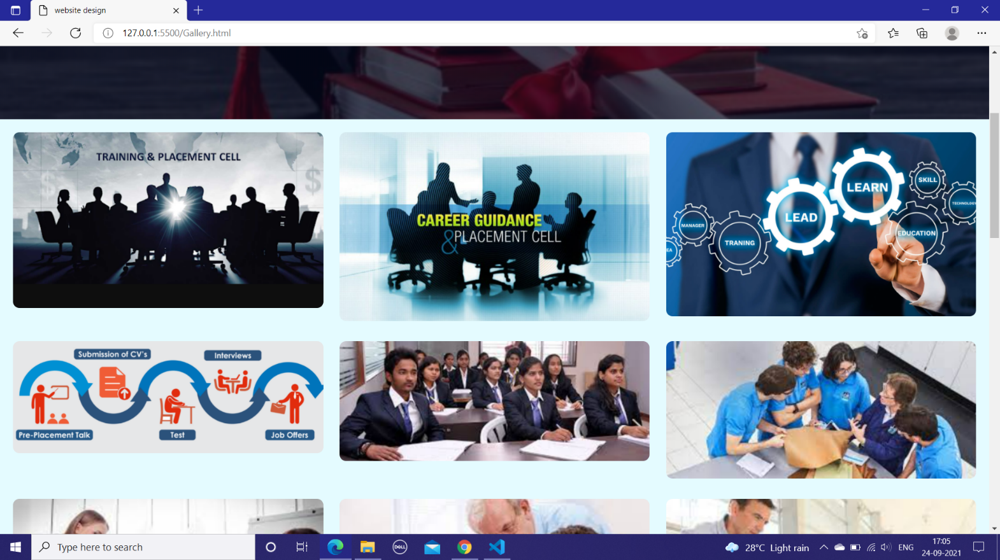 website design
127.0.0.1:5500/Gallery.html
TRAINING & PLACEMENT CELL
CAREER GUIDANCE
& PLACEMENT CELL
LEARN
SKILL
TECHNOLOGY
LEAD
MANAGER
TRANING
EDUCATION
EA
Submission of CV's
Interviews
Pre-Placement Talk
Test
Job Offers
Type here to search
DELL
28°C Light rain
ENG
17:05
24-09-2021